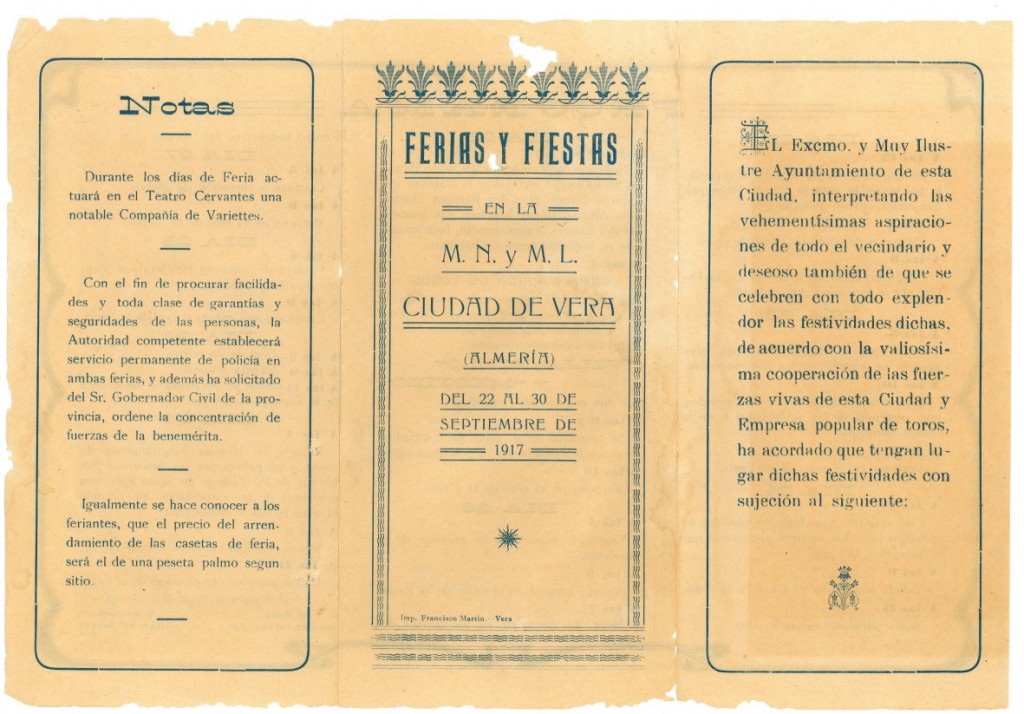 Notas
Durante los días de Feria ac-
tuará en el Teatro Cervantes una
notable Compañía de Variettes.
Con el fin de procurar facilida-
des y toda clase de garantías y
seguridades de las personas, la
Autoridad competente establecerá
servicio permanente de policía en
ambas ferias, y además ha solicitado
del Sr. Gobernador Civil de la pro-
vincia, ordene la concentración de
fuerzas de la benemérita.
Igualmente se hace conocer a los
feriantes, que el precio del arren-
damiento de las casetas de feria,
será el de una peseta palmo segun
sitio.
FERIAS Y FIESTAS
EN LA
M. N. y M. L.
CIUDAD DE VERA
(ALMERÍA)
DEL 22 AL 30 DE
SEPTIEMBRE DE
1917
Imp. Francisco Martín.-Vera
EL Excmo. y Muy Ilus-
tre Ayuntamiento de esta
Ciudad, interpretando las
vehementísimas aspiracio-
nes de todo el vecindario y
deseoso también de que se
celebren con todo explen-
dor las festividades dichas,
de acuerdo con la valiosísi-
ma cooperación de las fuer-
zas vivas de esta Ciudad y
Empresa popular de toros,
ha acordado que tengan lu-
gar dichas festividades con
sujeción al siguiente: